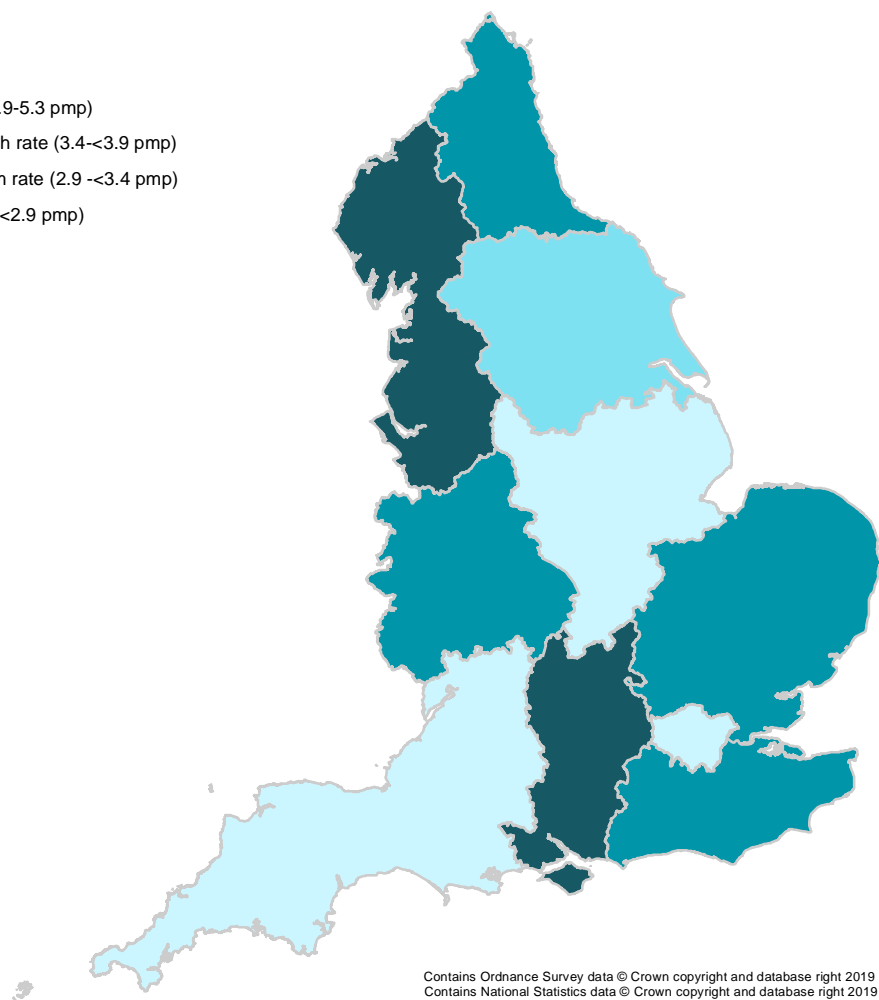 .9-5.3 pmp)
h rate (3.4-<3.9 pmp)
rate (2.9 -<3.4 pmp)
<2.9 pmp)
Contains Ordnance Survey data © Crown copyright and database right 2019
Contains National Statistics data © Crown copyright and database right 2019